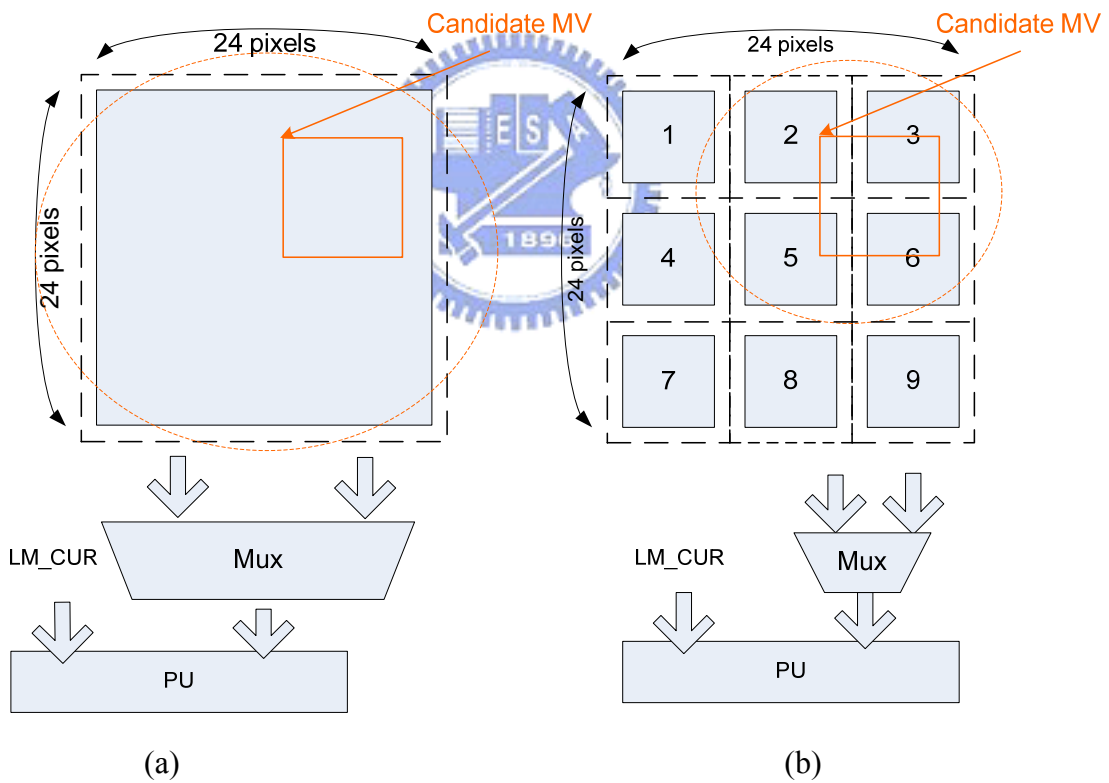 Candidate MV
24 pixels
24 pixels
Candidate MV
24 pixels
24 pixels
1
2
3
4
5
6
7
8
9
E S A
1896
LM_CUR
Mux
PU
LM_CUR
Mux
PU
(a)
(b)